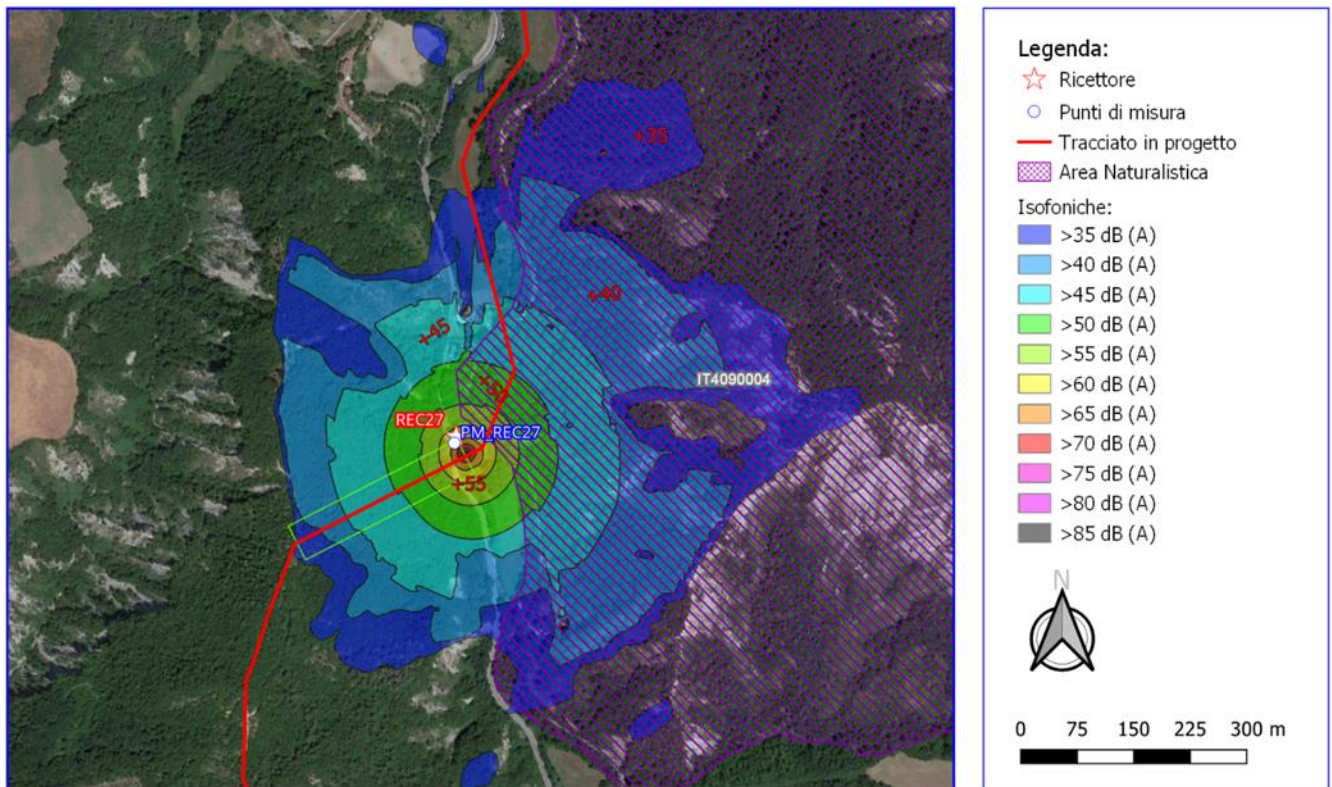 +35
+40
+45
IT4090004
+50
REC27
PM_REC27
+55
Legenda:
Ricettore
Punti di misura
Tracciato in progetto
Area Naturalistica
Isofoniche:
>35 dB (A)
>40 dB (A)
>45 dB (A)
>50 dB (A)
>55 dB (A)
>60 dB (A)
>65 dB (A)
>70 dB (A)
>75 dB (A)
>80 dB (A)
>85 dB (A)
N
0 75 150 225 300 m